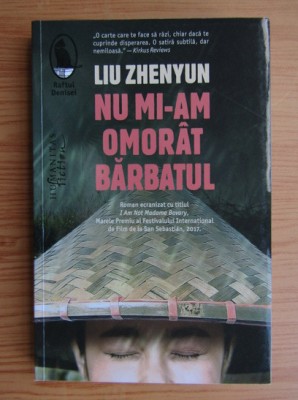 „O carte care te face să râzi, chiar dacă te
cuprinde disperarea. O satiră subtilă, dar
nemiloasă.” — Kirkus Reviews
Raftul
Denisei
LIU ZHENYUN
NU MI-AM
OMORÂT
BĂRBATUL
HUMANITAS
fiction
Roman ecranizat cu titlul
I Am Not Madame Bovary,
Marele Premiu al Festivalului Internațional
de Film de la San Sebastián, 2017.